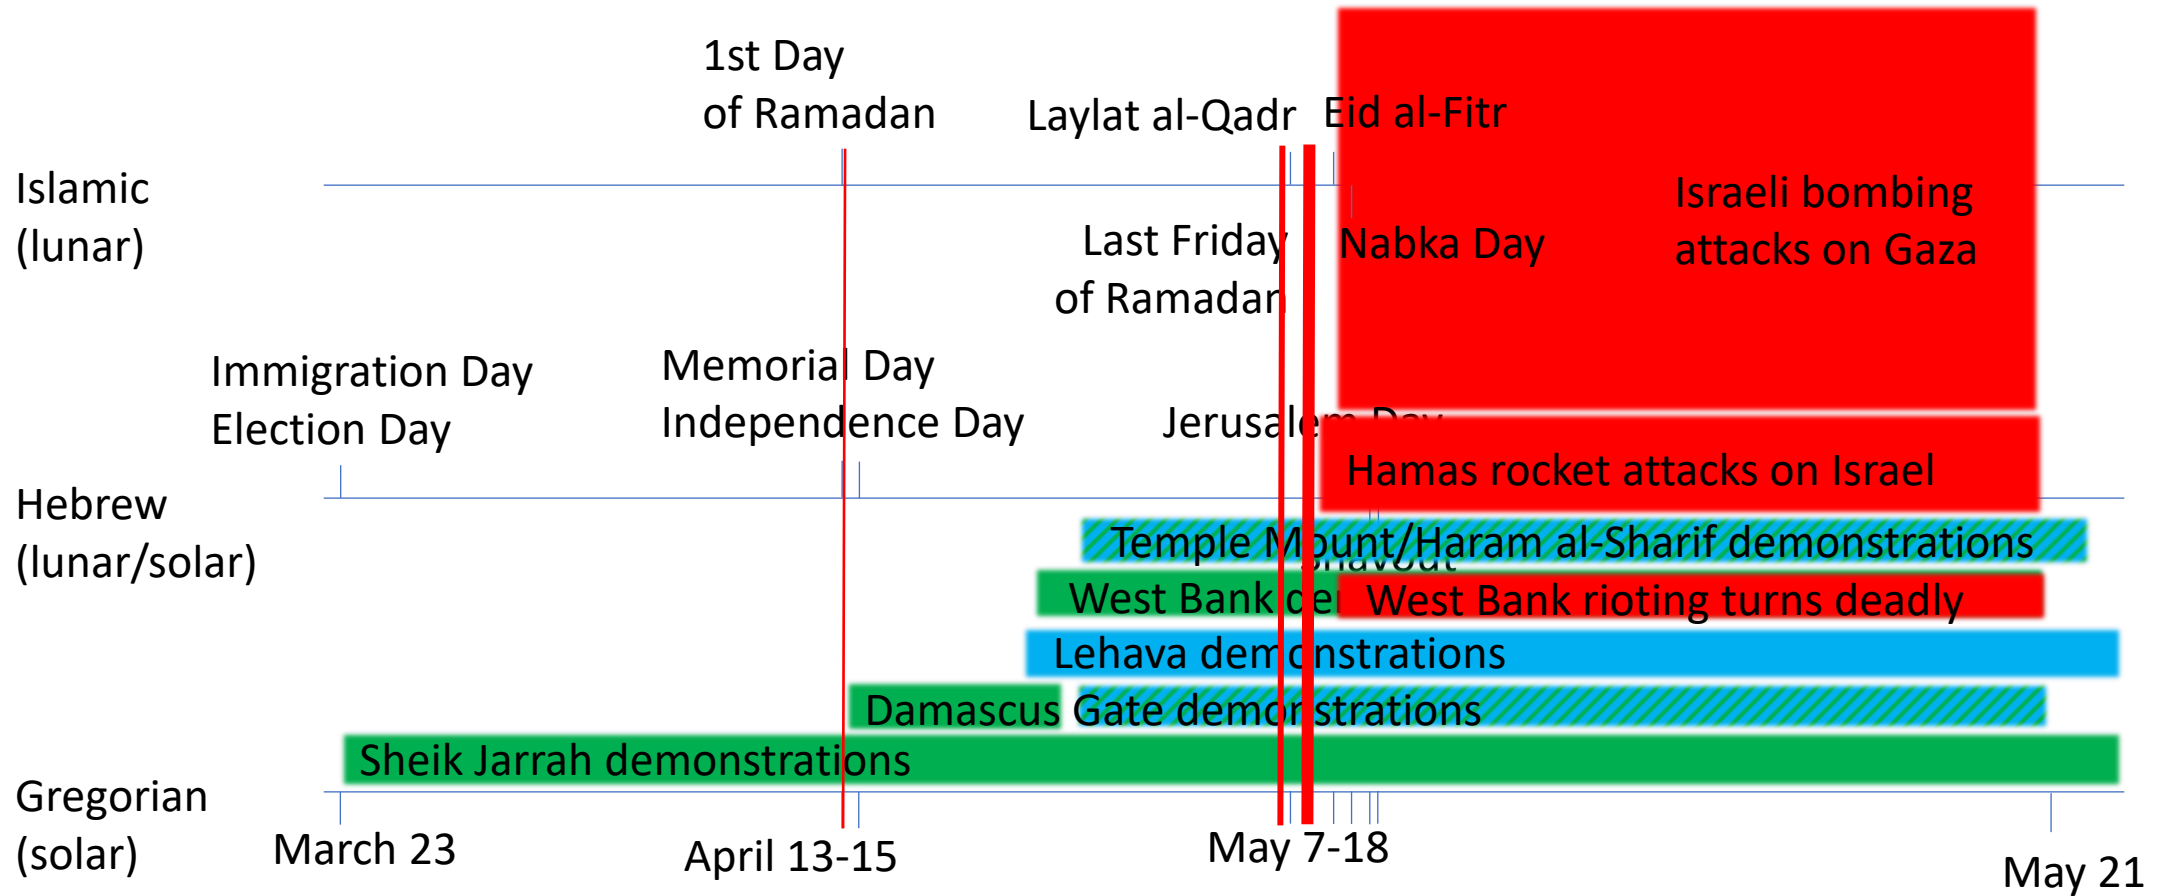 1st Day
of Ramadan
Laylat al-Qadr
Eid al-Fitr
Islamic
(lunar)
Israeli bombing
attacks on Gaza
Last Friday
of Ramadan
Nabka Day
Immigration Day
Election Day
Memorial Day
Independence Day
Jerusalem Day
Hamas rocket attacks on Israel
Hebrew
(lunar/solar)
Temple Mount/Haram al-Sharif demonstrations
West Bank
West Bank rioting turns deadly
Lehava demonstrations
Damascus Gate demonstrations
Sheik Jarrah demonstrations
Gregorian
(solar)
March 23
April 13-15
May 7-18
May 21